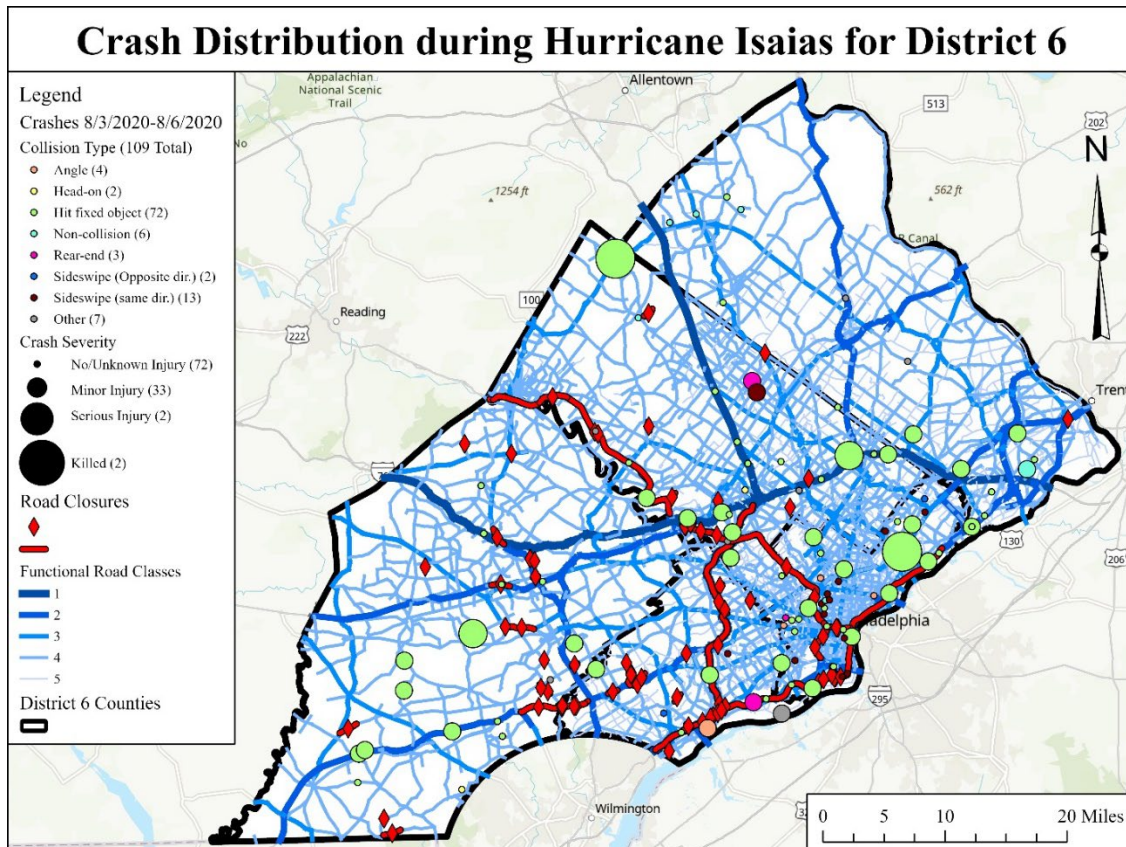 Crash Distribution during Hurricane Isaias for District 6
Legend
Crashes 8/3/2020-8/6/2020
Collision Type (109 Total)
Angle (4)
Head-on (2)
Hit fixed object (72)
Non-collision (6)
Rear-end (3)
Sideswipe (Opposite dir.) (2)
Sideswipe (same dir.) (13)
Other (7)
Crash Severity
No/Unknown Injury (72)
Minor Injury (33)
Serious Injury (2)
Killed (2)
Road Closures
Functional Road Classes
1
2
3
4
5
District 6 Counties
Appalachian
National Scenic
Trail
Allentown
513
202
N
1254 ft
562 ft
Canal
100
Reading
222
Trent
130
206
adelphia
295
Wilmington
0 5 10 20 Miles